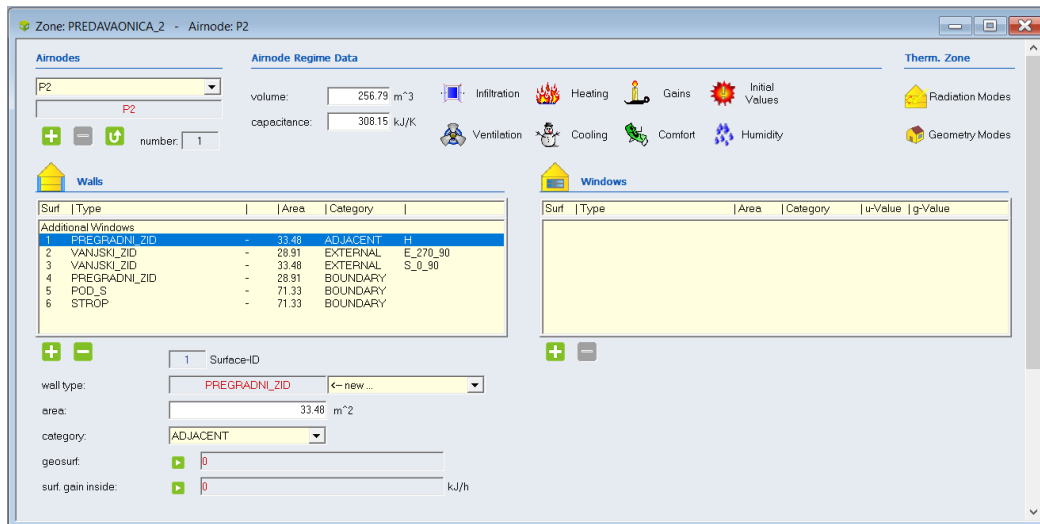 Zone: PREDAVAONICA_2 - Airnode: P2
Airnodes
Airnode Regime Data
Therm. Zone
P2
P2
number: 1
volume: 256.79 m^3
capacitance: 308.15 kJ/K
Infiltration Heating Gains Initial Values
Ventilation Cooling Comfort Humidity
Radiation Modes
Geometry Modes
Walls
Surf |Type | |Area |Category |
Additional Windows
1 PREGRADNI_ZID - 33.48 ADJACENT H
2 VANJSKI_ZID - 28.91 EXTERNAL E_270_90
3 VANJSKI_ZID - 33.48 EXTERNAL S_0_90
4 PREGRADNI_ZID - 28.91 BOUNDARY
5 POD_S - 71.33 BOUNDARY
6 STROP - 71.33 BOUNDARY
Windows
Surf |Type |Area |Category |u-Value |g-Value
1 Surface-ID
wall type: PREGRADNI_ZID <-- new ...
area: 33.48 m^2
category: ADJACENT
geosurf: 0
surf. gain inside: 0 kJ/h